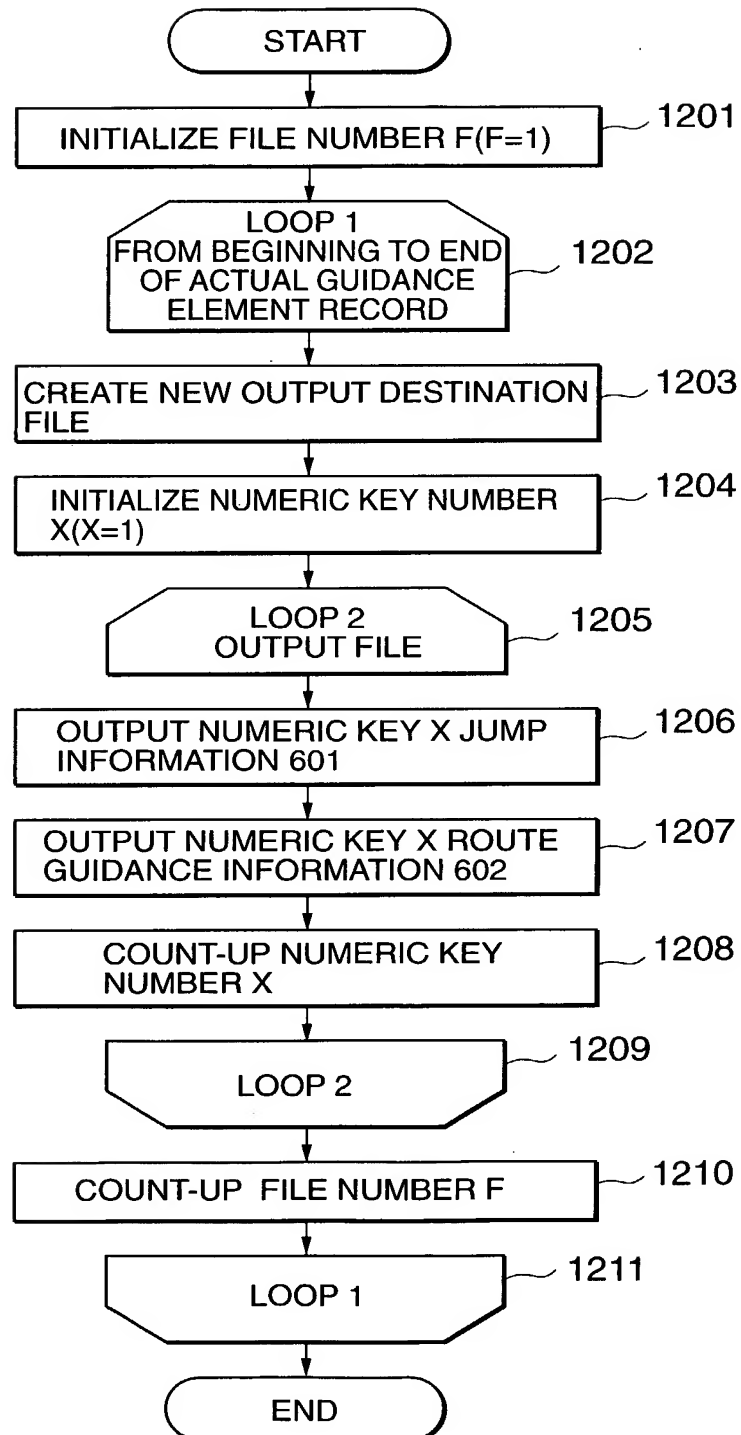 START
INITIALIZE FILE NUMBER F(F=1)
1201
LOOP 1
FROM BEGINNING TO END
OF ACTUAL GUIDANCE
ELEMENT RECORD
1202
CREATE NEW OUTPUT DESTINATION
FILE
1203
INITIALIZE NUMERIC KEY NUMBER
X(X=1)
1204
LOOP 2
OUTPUT FILE
1205
OUTPUT NUMERIC KEY X JUMP
INFORMATION 601
1206
OUTPUT NUMERIC KEY X ROUTE
GUIDANCE INFORMATION 602
1207
COUNT-UP NUMERIC KEY
NUMBER X
1208
LOOP 2
1209
COUNT-UP FILE NUMBER F
1210
LOOP 1
1211
END